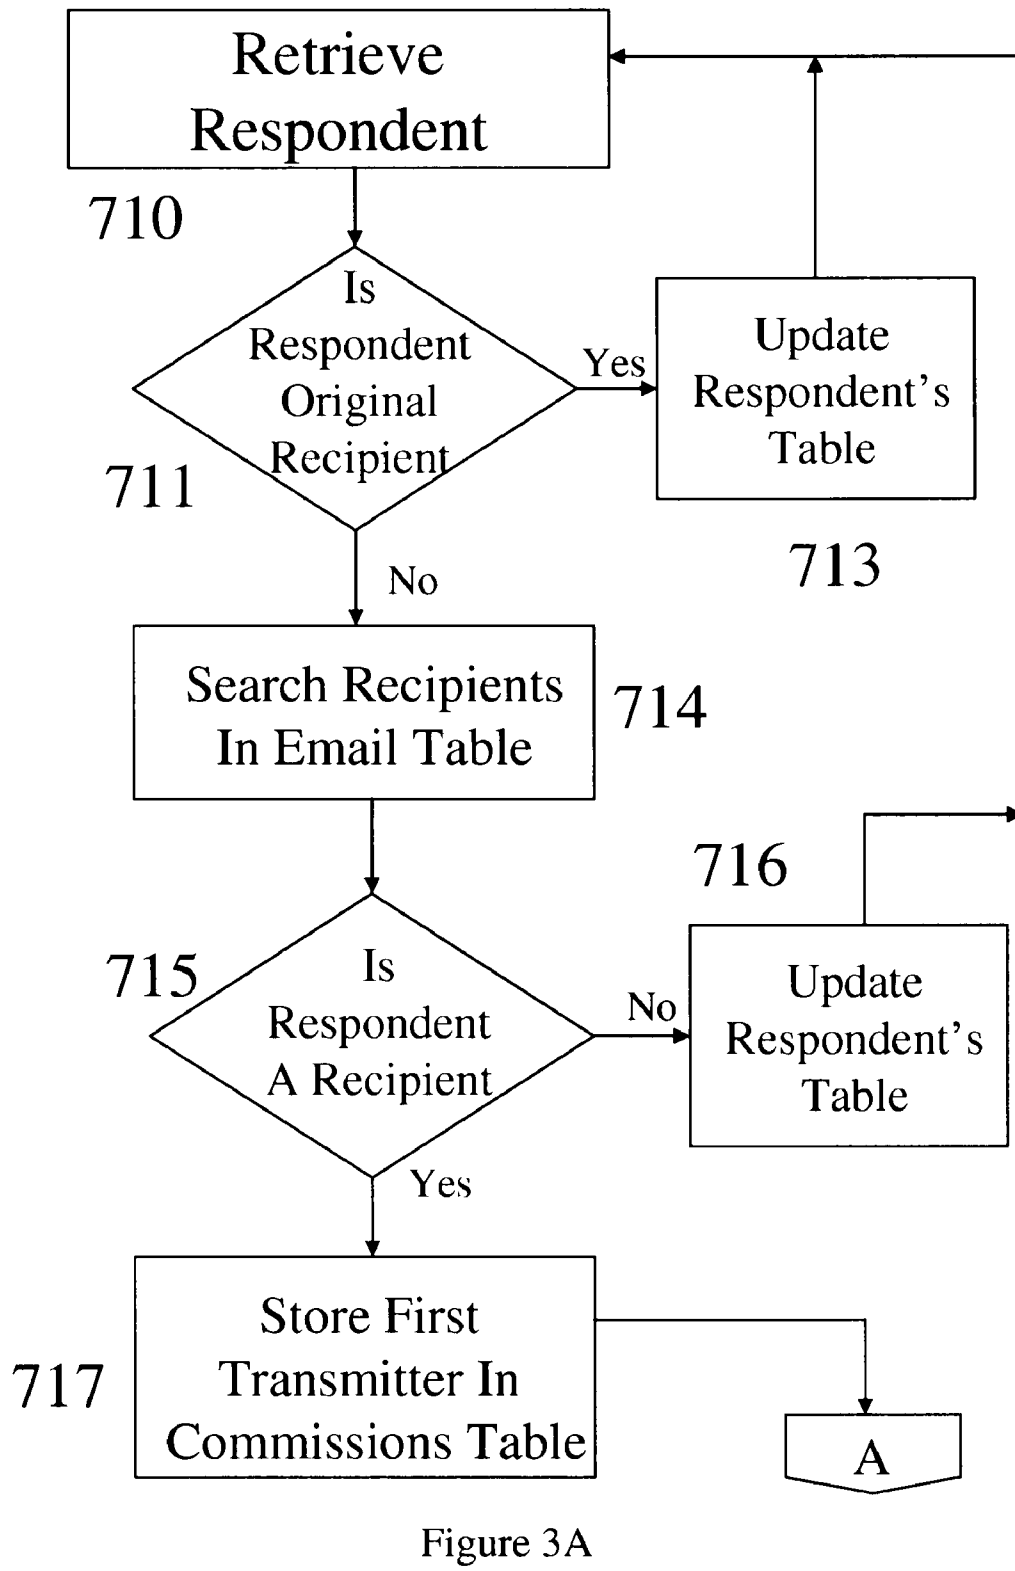 Retrieve
Respondent
710
Is
Respondent
Original
Recipient
711
Yes
Update
Respondent's
Table
713
No
Search Recipients
In Email Table
714
715
Is
Respondent
A Recipient
No
716
Update
Respondent's
Table
Yes
717
Store First
Transmitter In
Commissions Table
A
Figure 3A